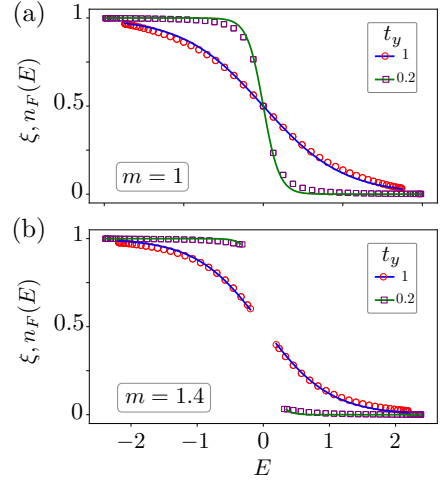 (a)
ξ, n_F(E)
1
0.5
0
t_y
1
0.2
m = 1
(b)
ξ, n_F(E)
1
0.5
0
t_y
1
0.2
m = 1.4
−2 −1 0 1 2
E